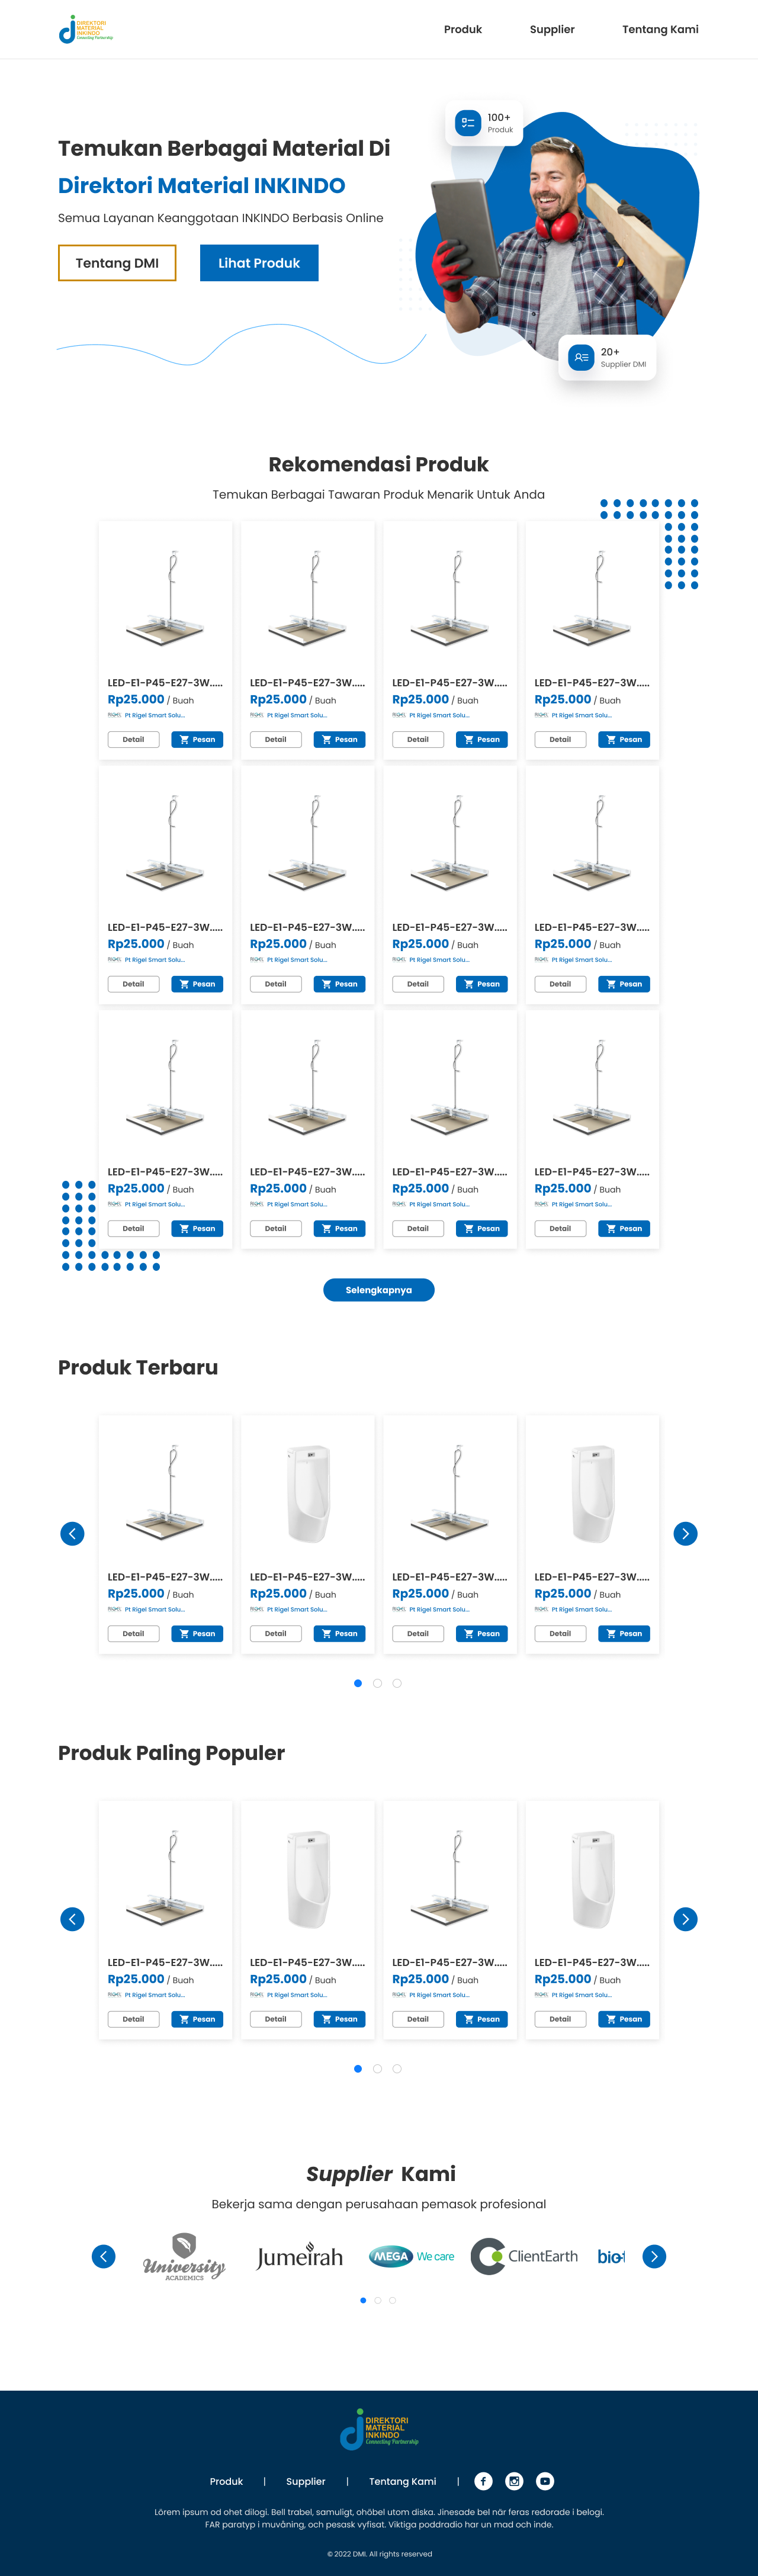 DIREKTORI
MATERIAL
INKINDO
Connecting Partnership
Produk
Supplier
Tentang Kami
100+
Produk
Temukan Berbagai Material Di
Direktori Material INKINDO
Semua Layanan Keanggotaan INKINDO Berbasis Online
Tentang DMI
Lihat Produk
20+
Supplier DMI
Rekomendasi Produk
Temukan Berbagai Tawaran Produk Menarik Untuk Anda
LED-E1-P45-E27-3W.....
LED-E1-P45-E27-3W.....
LED-E1-P45-E27-3W.....
LED-E1-P45-E27-3W.....
Rp25.000 / Buah
Rp25.000 / Buah
Rp25.000 / Buah
Rp25.000 / Buah
Pt Rigel Smart Solu...
Pt Rigel Smart Solu...
Pt Rigel Smart Solu...
Pt Rigel Smart Solu...
Detail
Pesan
Detail
Pesan
Detail
Pesan
Detail
Pesan
LED-E1-P45-E27-3W.....
LED-E1-P45-E27-3W.....
LED-E1-P45-E27-3W.....
LED-E1-P45-E27-3W.....
Rp25.000 / Buah
Rp25.000 / Buah
Rp25.000 / Buah
Rp25.000 / Buah
Pt Rigel Smart Solu...
Pt Rigel Smart Solu...
Pt Rigel Smart Solu...
Pt Rigel Smart Solu...
Detail
Pesan
Detail
Pesan
Detail
Pesan
Detail
Pesan
LED-E1-P45-E27-3W.....
LED-E1-P45-E27-3W.....
LED-E1-P45-E27-3W.....
LED-E1-P45-E27-3W.....
Rp25.000 / Buah
Rp25.000 / Buah
Rp25.000 / Buah
Rp25.000 / Buah
Pt Rigel Smart Solu...
Pt Rigel Smart Solu...
Pt Rigel Smart Solu...
Pt Rigel Smart Solu...
Detail
Pesan
Detail
Pesan
Detail
Pesan
Detail
Pesan
Selengkapnya
Produk Terbaru
LED-E1-P45-E27-3W.....
LED-E1-P45-E27-3W.....
LED-E1-P45-E27-3W.....
LED-E1-P45-E27-3W.....
Rp25.000 / Buah
Rp25.000 / Buah
Rp25.000 / Buah
Rp25.000 / Buah
Pt Rigel Smart Solu...
Pt Rigel Smart Solu...
Pt Rigel Smart Solu...
Pt Rigel Smart Solu...
Detail
Pesan
Detail
Pesan
Detail
Pesan
Detail
Pesan
Produk Paling Populer
LED-E1-P45-E27-3W.....
LED-E1-P45-E27-3W.....
LED-E1-P45-E27-3W.....
LED-E1-P45-E27-3W.....
Rp25.000 / Buah
Rp25.000 / Buah
Rp25.000 / Buah
Rp25.000 / Buah
Pt Rigel Smart Solu...
Pt Rigel Smart Solu...
Pt Rigel Smart Solu...
Pt Rigel Smart Solu...
Detail
Pesan
Detail
Pesan
Detail
Pesan
Detail
Pesan
Supplier Kami
Bekerja sama dengan perusahaan pemasok profesional
University
ACADEMICS
Jumeirah
MEGA We care
ClientEarth
DIREKTORI
MATERIAL
INKINDO
Connecting Partnership
Produk | Supplier | Tentang Kami |
Lörem ipsum od ohet dilogi. Bell trabel, samuligt, ohöbel utom diska. Jinesade bel när feras redorade i belogi.
FAR paratyp i muvåning, och pesask vyfisat. Viktiga poddradio har un mad och inde.
© 2022 DMI. All rights reserved